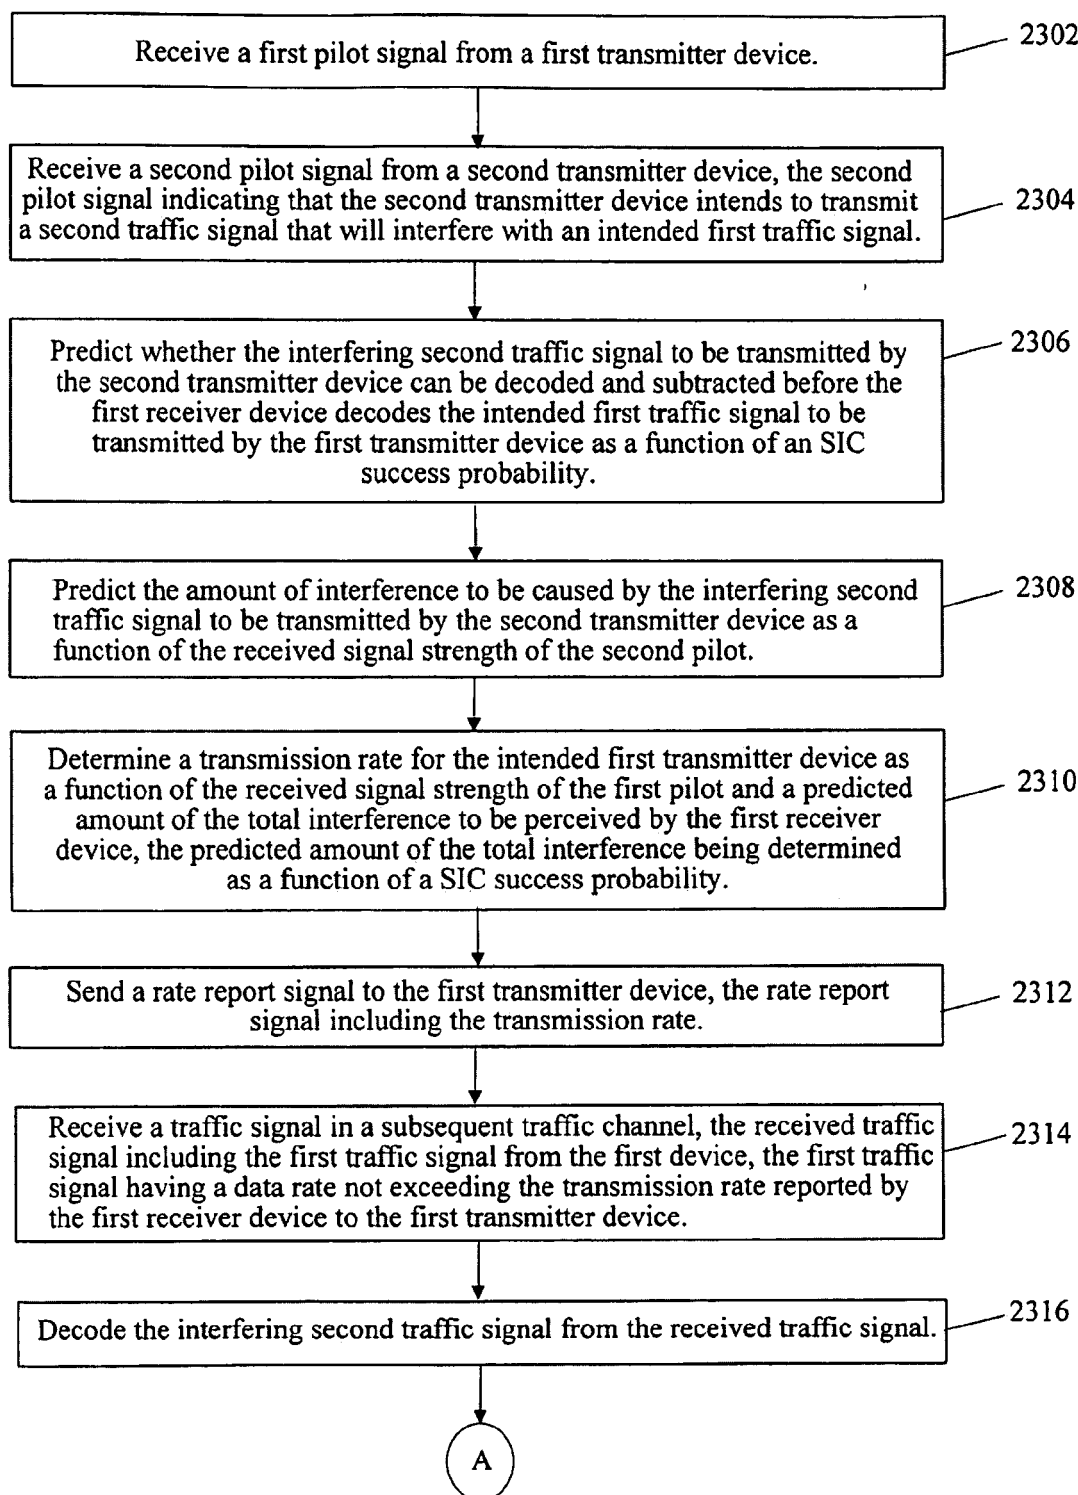 Receive a first pilot signal from a first transmitter device.
2302
Receive a second pilot signal from a second transmitter device, the second
pilot signal indicating that the second transmitter device intends to transmit
a second traffic signal that will interfere with an intended first traffic signal.
2304
Predict whether the interfering second traffic signal to be transmitted by
the second transmitter device can be decoded and subtracted before the
first receiver device decodes the intended first traffic signal to be
transmitted by the first transmitter device as a function of an SIC
success probability.
2306
Predict the amount of interference to be caused by the interfering second
traffic signal to be transmitted by the second transmitter device as a
function of the received signal strength of the second pilot.
2308
Determine a transmission rate for the intended first transmitter device as
a function of the received signal strength of the first pilot and a predicted
amount of the total interference to be perceived by the first receiver
device, the predicted amount of the total interference being determined
as a function of a SIC success probability.
2310
Send a rate report signal to the first transmitter device, the rate report
signal including the transmission rate.
2312
Receive a traffic signal in a subsequent traffic channel, the received traffic
signal including the first traffic signal from the first device, the first traffic
signal having a data rate not exceeding the transmission rate reported by
the first receiver device to the first transmitter device.
2314
Decode the interfering second traffic signal from the received traffic signal.
2316
A